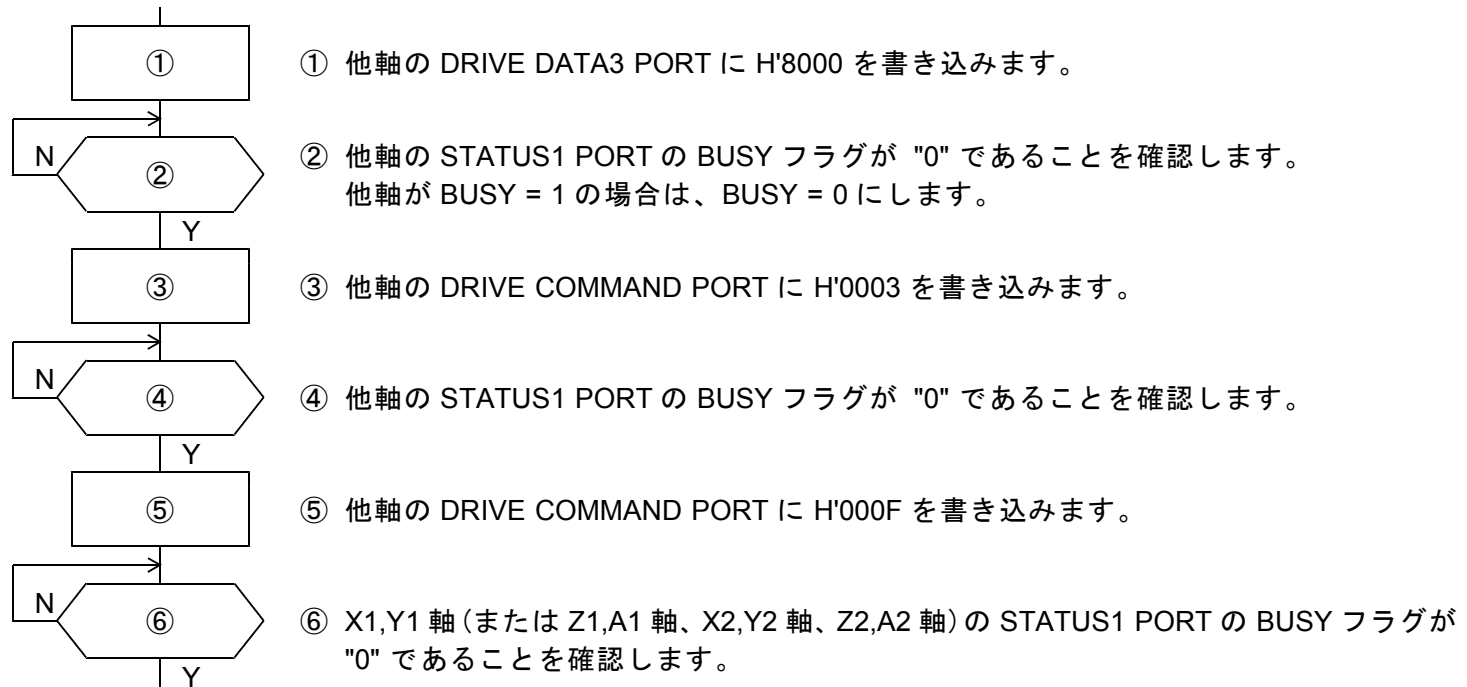 ①
① 他軸の DRIVE DATA3 PORT に H'8000 を書き込みます。
N
②
② 他軸の STATUS1 PORT の BUSY フラグが "0" であることを確認します。
他軸が BUSY = 1 の場合は、BUSY = 0 にします。
Y
③
③ 他軸の DRIVE COMMAND PORT に H'0003 を書き込みます。
N
④
④ 他軸の STATUS1 PORT の BUSY フラグが "0" であることを確認します。
Y
⑤
⑤ 他軸の DRIVE COMMAND PORT に H'000F を書き込みます。
N
⑥
⑥ X1,Y1 軸(または Z1,A1 軸、X2,Y2 軸、Z2,A2 軸)の STATUS1 PORT の BUSY フラグが
"0" であることを確認します。
Y